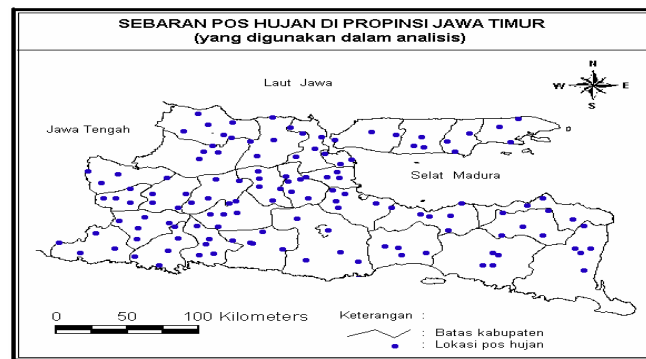 SEBARAN POS HUJAN DI PROPINSI JAWA TIMUR
(yang digunakan dalam analisis)
Laut Jawa
N
W E
S
Jawa Tengah
Selat Madura
0 50 100 Kilometers
Keterangan :
: Batas kabupaten
: Lokasi pos hujan